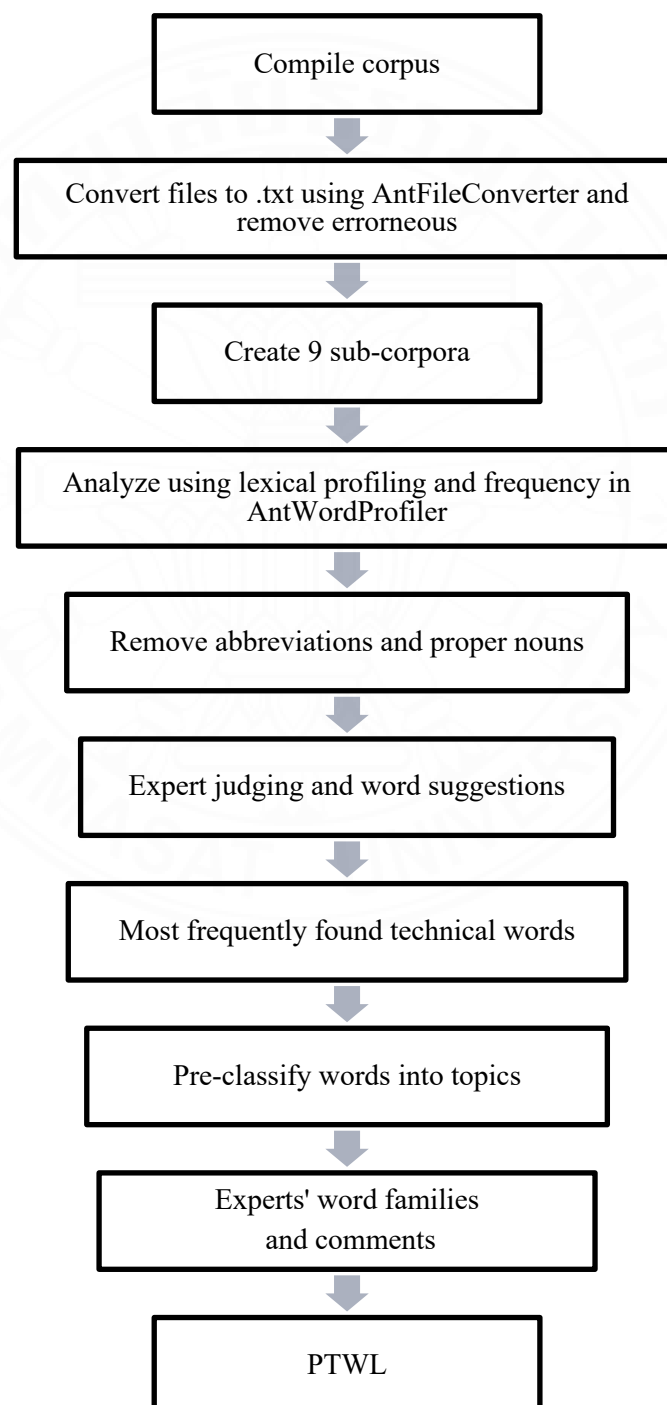 Compile corpus
Convert files to .txt using AntFileConverter and
remove errorneous
Create 9 sub-corpora
Analyze using lexical profiling and frequency in
AntWordProfiler
Remove abbreviations and proper nouns
Expert judging and word suggestions
Most frequently found technical words
Pre-classify words into topics
Experts' word families
and comments
PTWL